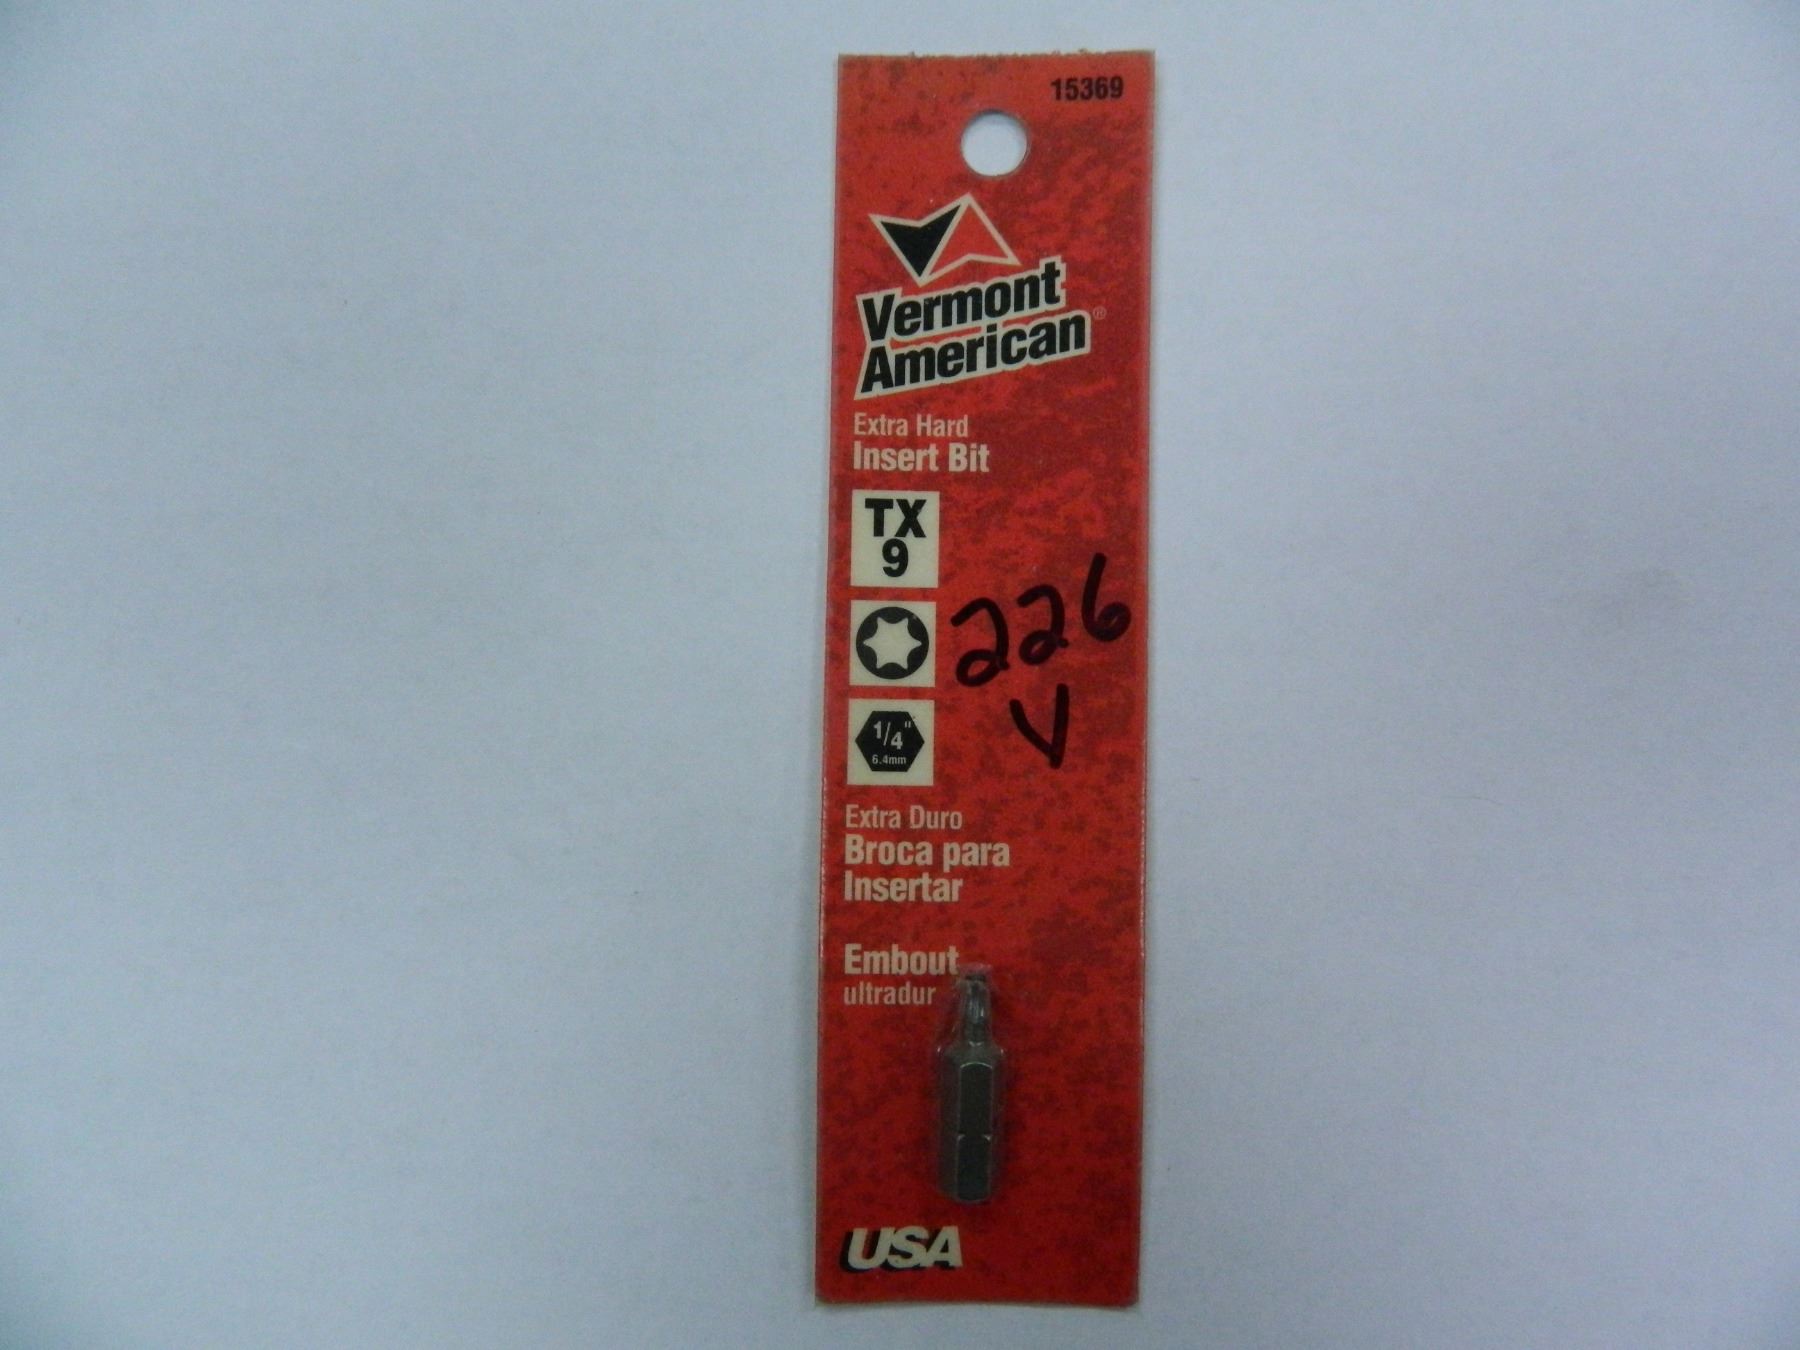 15369
Vermont
American®
Extra Hard
Insert Bit
TX
9
226
V
1/4"
6.4mm
Extra Duro
Broca para
Insertar
Embout
ultradur
USA